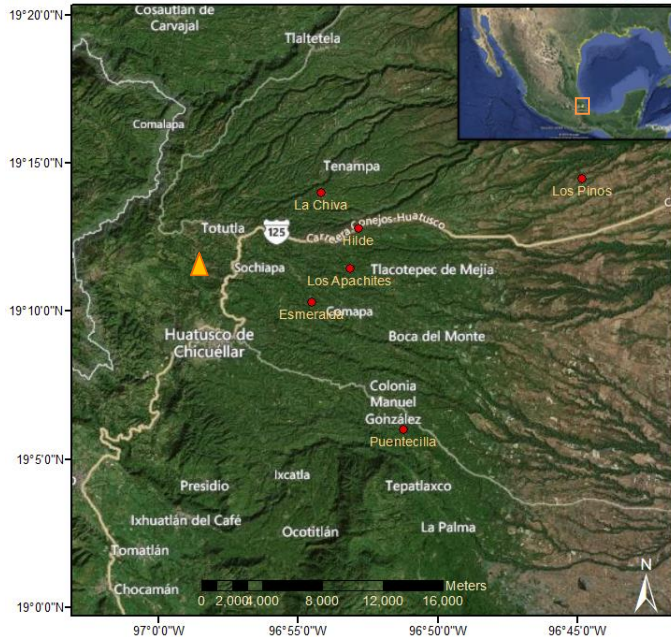 19°20'0"N
Cosautlán de
Carvajal
Tlaltetela
Comalapa
19°15'0"N
Tenampa
Los Pinos
La Chiva
Totutla
125
Carretera Conejos-Huatusco
Hilde
Sochiapa
Tlacotepec de Mejía
Los Apachites
19°10'0"N
Esmeralda
Comapa
Huatusco de
Chicuéllar
Boca del Monte
Colonia
Manuel
González
Puentecilla
19°5'0"N
Ixcatla
Presidio
Tepatlaxco
Ixhuatlán del Café
Ocotitlán
La Palma
Tomatlán
N
Chocamán
Meters
0 2,000 4,000 8,000 12,000 16,000
19°0'0"N
97°0'0"W 96°55'0"W 96°50'0"W 96°45'0"W